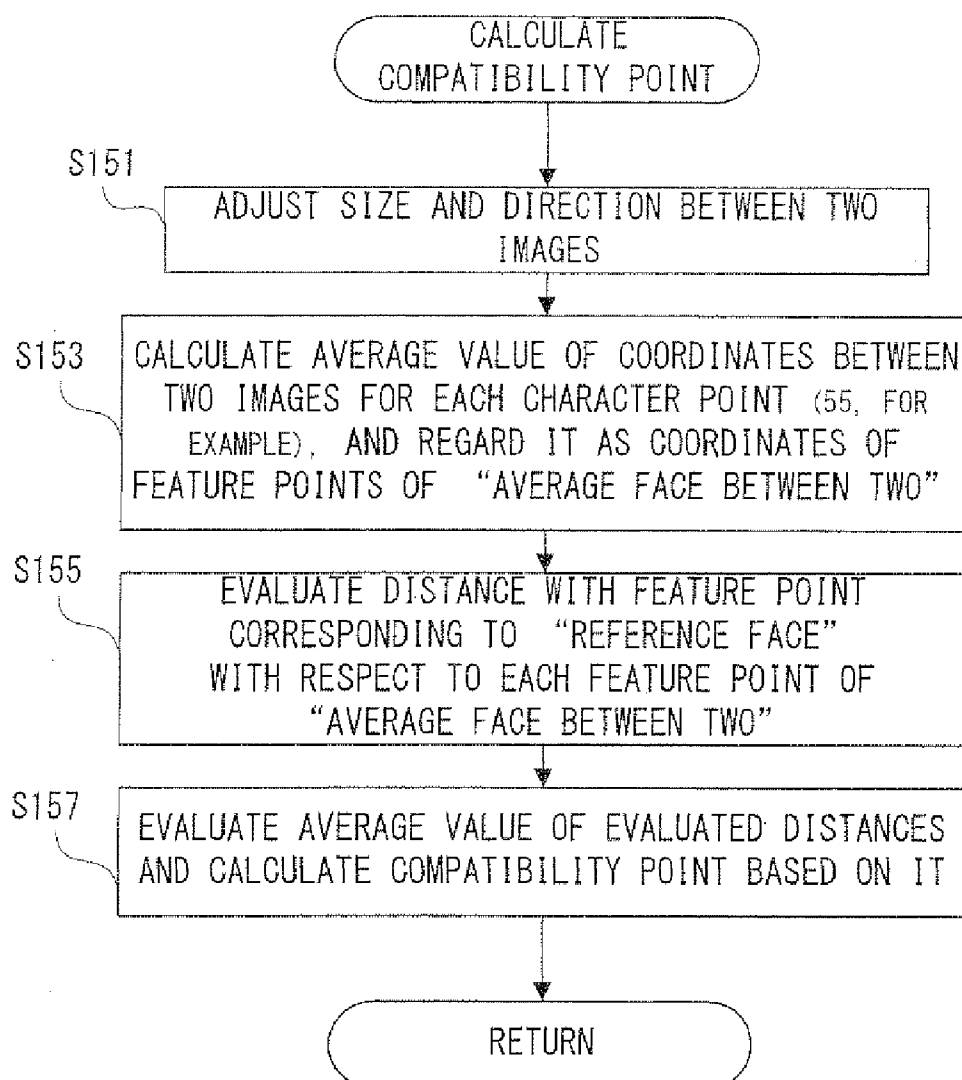 CALCULATE
COMPATIBILITY POINT
S151
ADJUST SIZE AND DIRECTION BETWEEN TWO
IMAGES
S153
CALCULATE AVERAGE VALUE OF COORDINATES BETWEEN
TWO IMAGES FOR EACH CHARACTER POINT (55, FOR
EXAMPLE), AND REGARD IT AS COORDINATES OF
FEATURE POINTS OF “AVERAGE FACE BETWEEN TWO”
S155
EVALUATE DISTANCE WITH FEATURE POINT
CORRESPONDING TO “REFERENCE FACE”
WITH RESPECT TO EACH FEATURE POINT OF
“AVERAGE FACE BETWEEN TWO”
S157
EVALUATE AVERAGE VALUE OF EVALUATED DISTANCES
AND CALCULATE COMPATIBILITY POINT BASED ON IT
RETURN